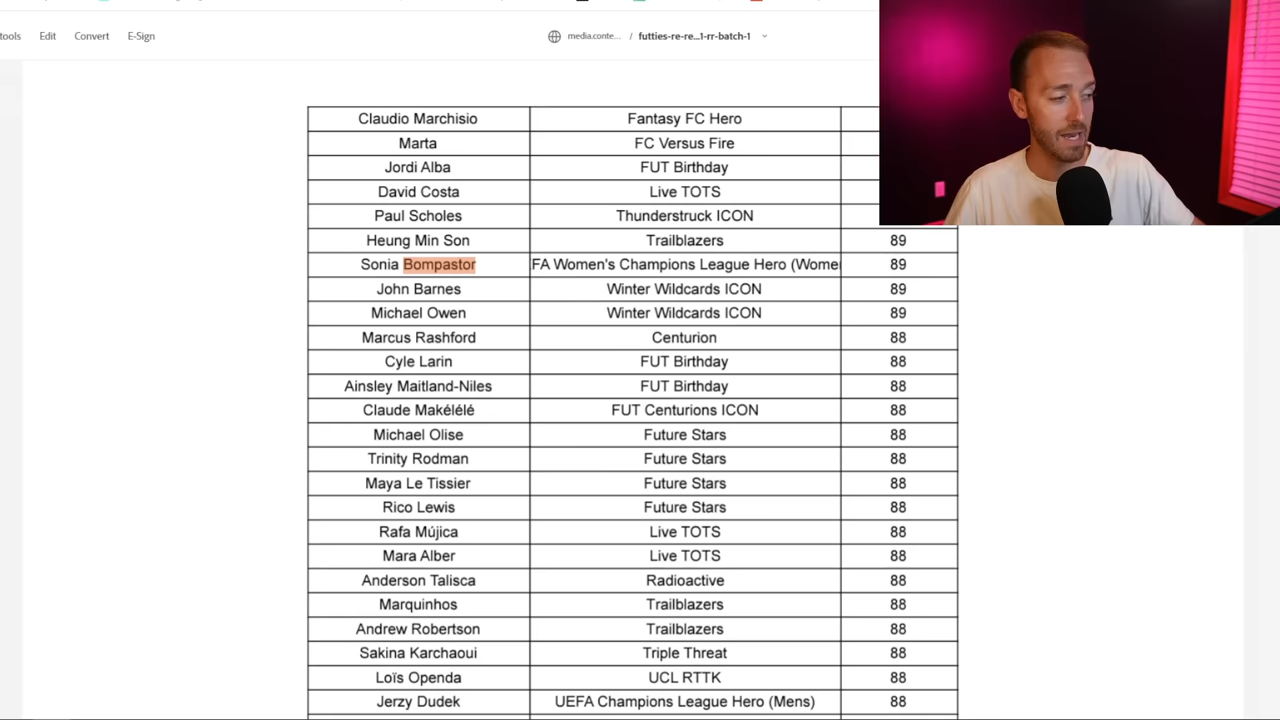 tools Edit Convert E-Sign media.conte... / futties-re-re...1-rr-batch-1
Claudio Marchisio Fantasy FC Hero
Marta FC Versus Fire
Jordi Alba FUT Birthday
David Costa Live TOTS
Paul Scholes Thunderstruck ICON
Heung Min Son Trailblazers 89
Sonia Bompastor FA Women's Champions League Hero (Women 89
John Barnes Winter Wildcards ICON 89
Michael Owen Winter Wildcards ICON 89
Marcus Rashford Centurion 88
Cyle Larin FUT Birthday 88
Ainsley Maitland-Niles FUT Birthday 88
Claude Makélélé FUT Centurions ICON 88
Michael Olise Future Stars 88
Trinity Rodman Future Stars 88
Maya Le Tissier Future Stars 88
Rico Lewis Future Stars 88
Rafa Mújica Live TOTS 88
Mara Alber Live TOTS 88
Anderson Talisca Radioactive 88
Marquinhos Trailblazers 88
Andrew Robertson Trailblazers 88
Sakina Karchaoui Triple Threat 88
Loïs Openda UCL RTTK 88
Jerzy Dudek UEFA Champions League Hero (Mens) 88